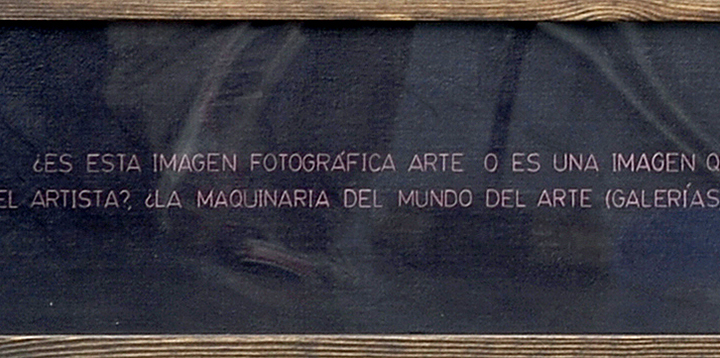 ¿ES ESTA IMAGEN FOTOGRÁFICA ARTE O ES UNA IMAGEN
EL ARTISTA?, ¿LA MAQUINARIA DEL MUNDO DEL ARTE (GALERÍAS